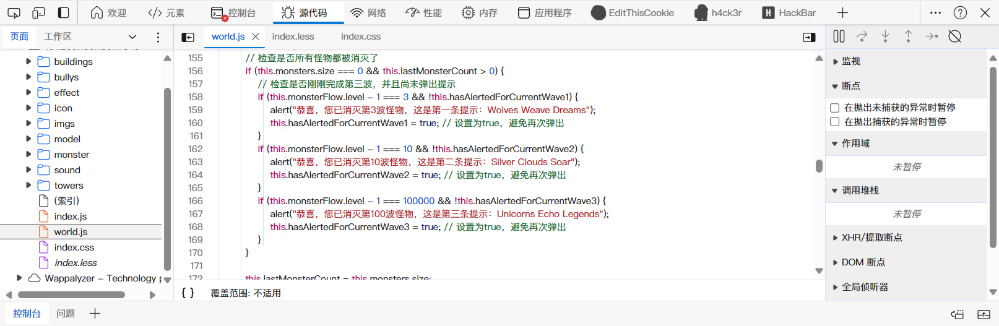 欢迎 元素 控制台 源代码 网络 性能 内存 应用程序 EditThisCookie h4ck3r H HackBar
页面 工作区 world.js index.less index.css
buildings
bullys
effect
icon
imgs
model
monster
sound
towers
(索引)
index.js
world.js
index.css
index.less
Wappalyzer – Technology p
155 // 检查是否所有怪物都被消灭了
156 if (this.monsters.size === 0 && this.lastMonsterCount > 0) {
157 // 检查是否刚刚完成第三波，并且尚未弹出提示
158 if (this.monsterFlow.level - 1 === 3 && !this.hasAlertedForCurrentWave1) {
159 alert("恭喜，您已消灭第3波怪物，这是第一条提示：Wolves Weave Dreams");
160 this.hasAlertedForCurrentWave1 = true; // 设置为true，避免再次弹出
161 }
162 if (this.monsterFlow.level - 1 === 10 && !this.hasAlertedForCurrentWave2) {
163 alert("恭喜，您已消灭第10波怪物，这是第二条提示：Silver Clouds Soar");
164 this.hasAlertedForCurrentWave2 = true; // 设置为true，避免再次弹出
165 }
166 if (this.monsterFlow.level - 1 === 100000 && !this.hasAlertedForCurrentWave3) {
167 alert("恭喜，您已消灭第100波怪物，这是第三条提示：Unicorns Echo Legends");
168 this.hasAlertedForCurrentWave3 = true; // 设置为true，避免再次弹出
169 }
170 }
171
172 this.lastMonsterCount = this.monsters.size;
{ } 覆盖范围: 不适用
监视
断点
在抛出未捕获的异常时暂停
在抛出捕获的异常时暂停
作用域
未暂停
调用堆栈
未暂停
XHR/提取断点
DOM 断点
全局侦听器
控制台 问题